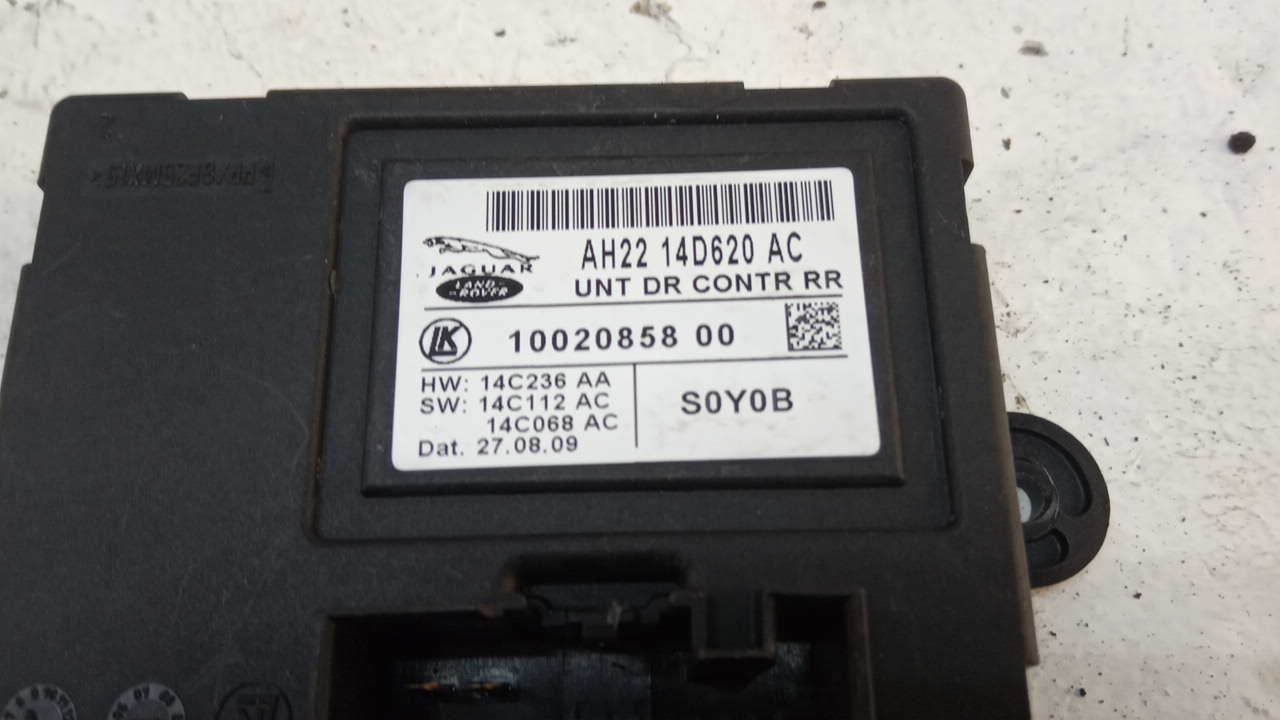 AH22 14D620 AC
JAGUAR
UNT DR CONTR RR
LAND
ROVER
LK
10020858 00
HW: 14C236 AA
SW: 14C112 AC
14C068 AC
Dat. 27.08.09
S0Y0B